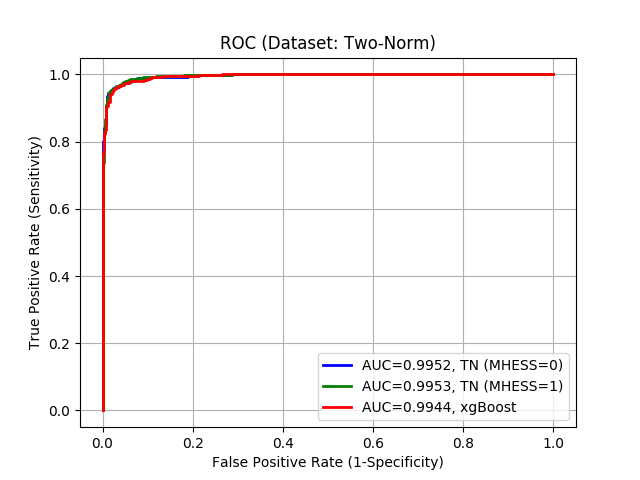 ROC (Dataset: Two-Norm)
True Positive Rate (Sensitivity)
1.0
0.8
0.6
0.4
0.2
0.0
AUC=0.9952, TN (MHESS=0)
AUC=0.9953, TN (MHESS=1)
AUC=0.9944, xgBoost
0.0 0.2 0.4 0.6 0.8 1.0
False Positive Rate (1-Specificity)